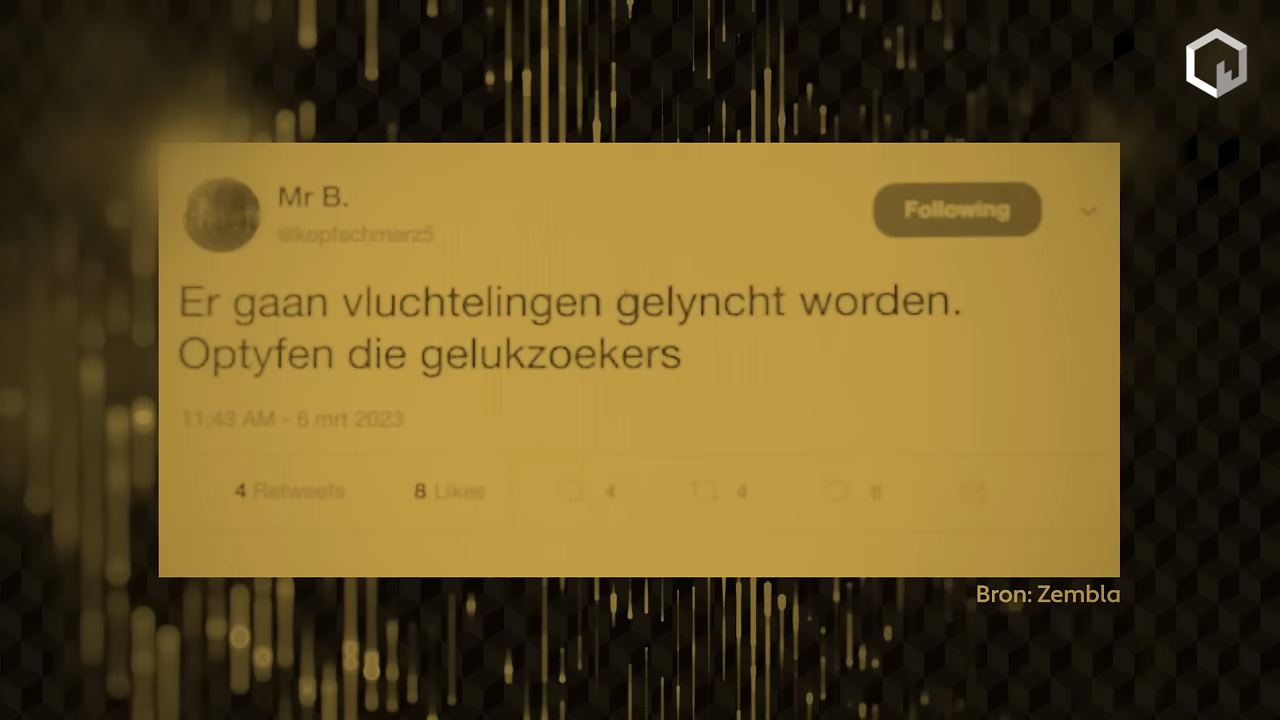 Mr B.
Following
@kopfschmerz5
Er gaan vluchtelingen gelyncht worden.
Optyfen die gelukzoekers
11:43 AM - 6 mrt 2023
4 Retweets 8 Likes 4 4 8
Bron: Zembla